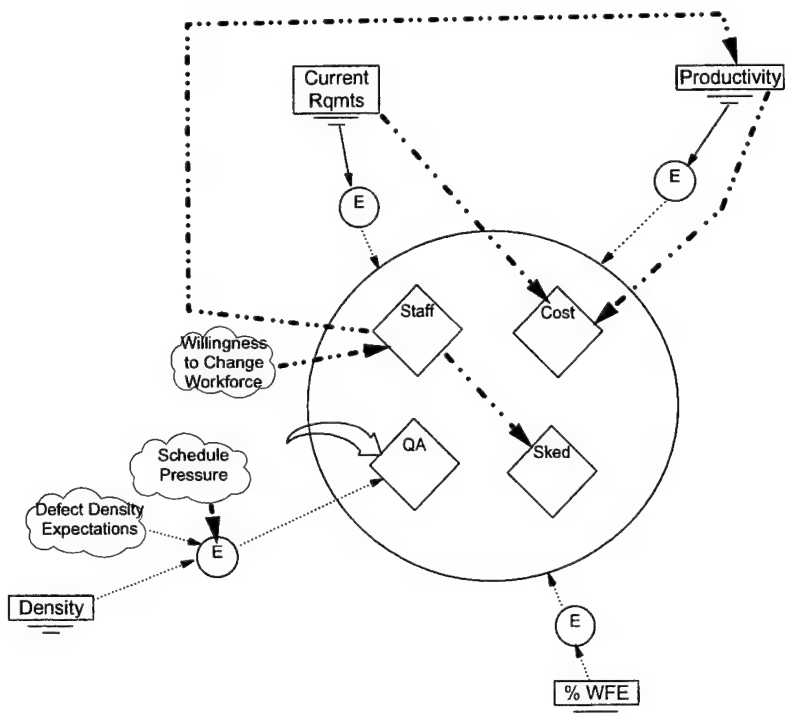 Current
Rqmts
Productivity
E
E
Staff
Cost
Willingness
to Change
Workforce
QA
Sked
Schedule
Pressure
Defect Density
Expectations
E
Density
E
% WFE